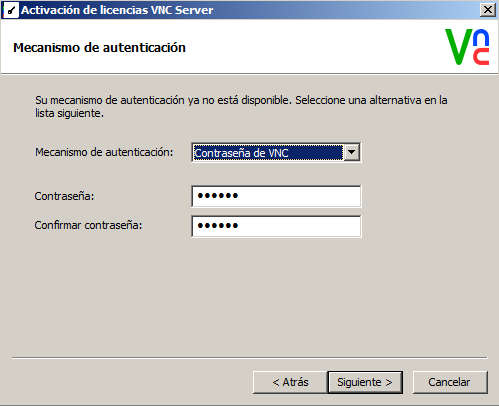 Activación de licencias VNC Server
Mecanismo de autenticación
Vnc
Su mecanismo de autenticación ya no está disponible. Seleccione una alternativa en la
lista siguiente.
Mecanismo de autenticación: Contraseña de VNC
Contraseña: ••••••
Confirmar contraseña: ••••••
< Atrás Siguiente > Cancelar